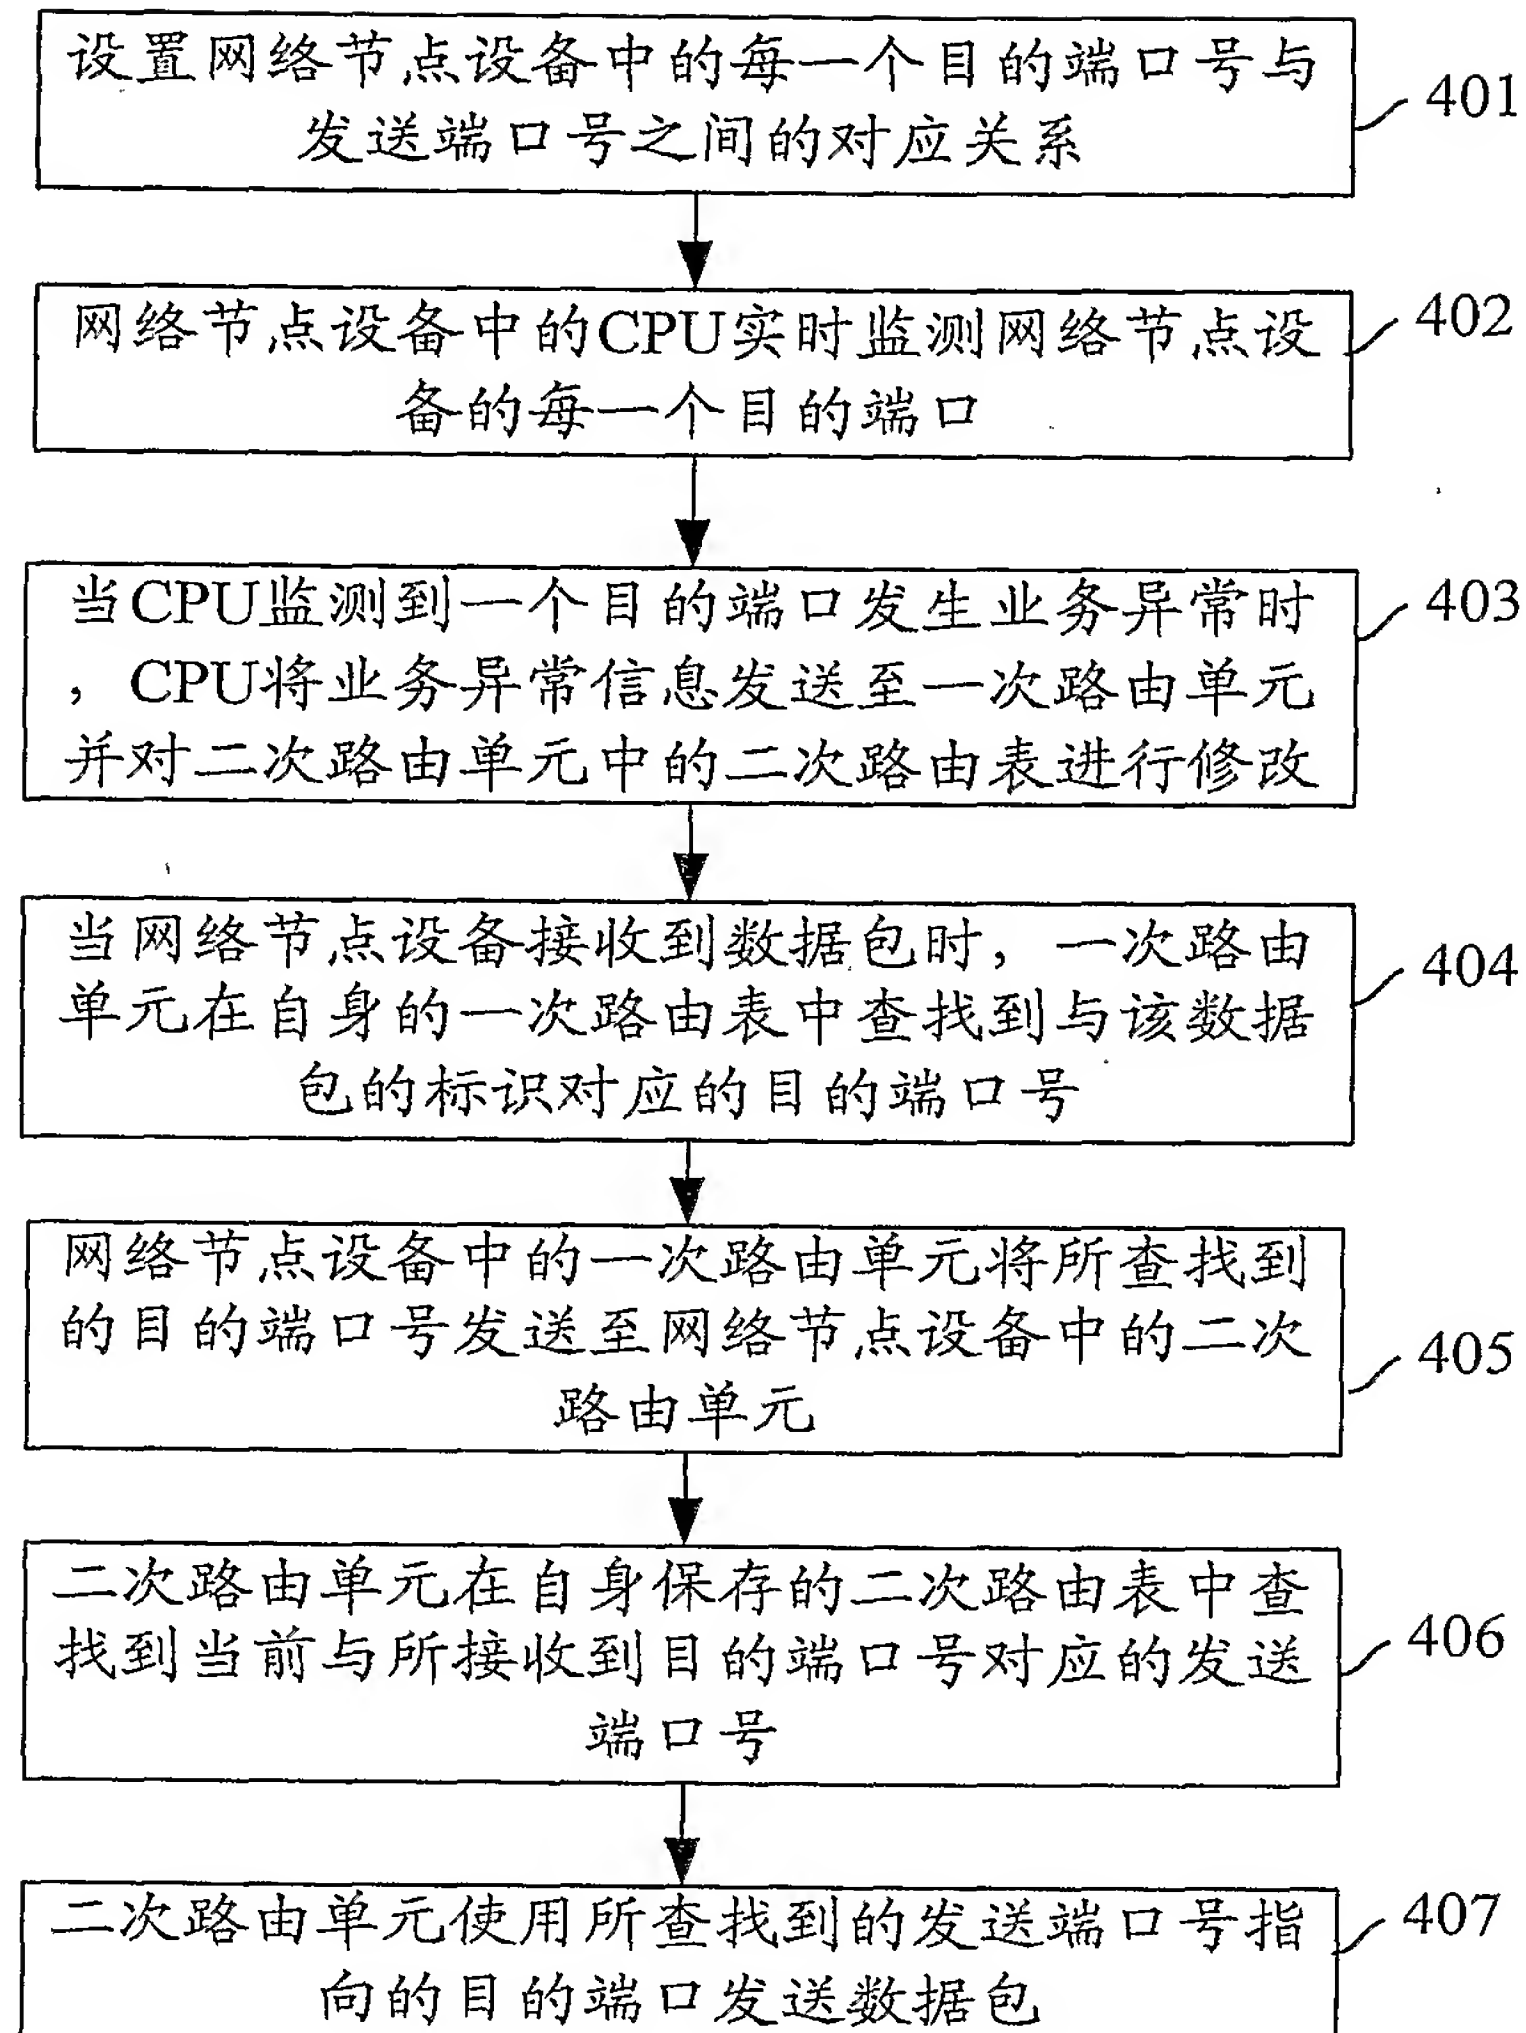 设置网络节点设备中的每一个目的端口号与
发送端口号之间的对应关系
401
网络节点设备中的CPU实时监测网络节点设
备的每一个目的端口
402
当CPU监测到一个目的端口发生业务异常时
，CPU将业务异常信息发送至一次路由单元
并对二次路由单元中的二次路由表进行修改
403
当网络节点设备接收到数据包时，一次路由
单元在自身的一次路由表中查找到与该数据
包的标识对应的目的端口号
404
网络节点设备中的一次路由单元将所查找到
的目的端口号发送至网络节点设备中的二次
路由单元
405
二次路由单元在自身保存的二次路由表中查
找到当前与所接收到目的端口号对应的发送
端口号
406
二次路由单元使用所查找到的发送端口号指
向的目的端口发送数据包
407